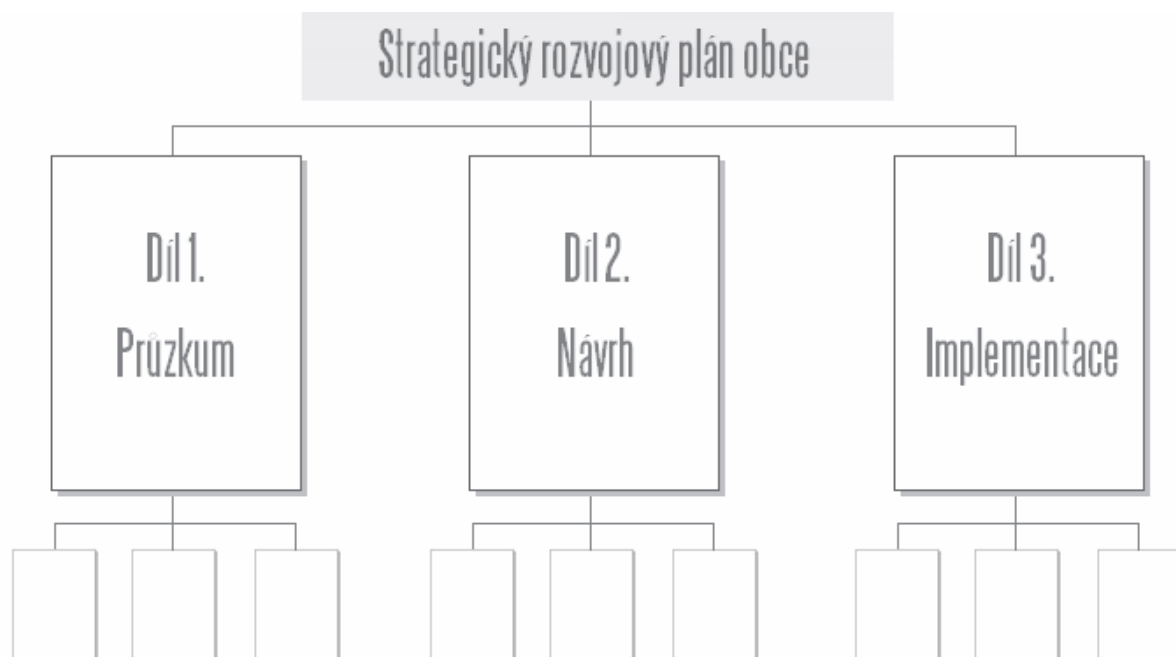 Strategický rozvojový plán obce
Díl 1.
Průzkum
Díl 2.
Návrh
Díl 3.
Implementace